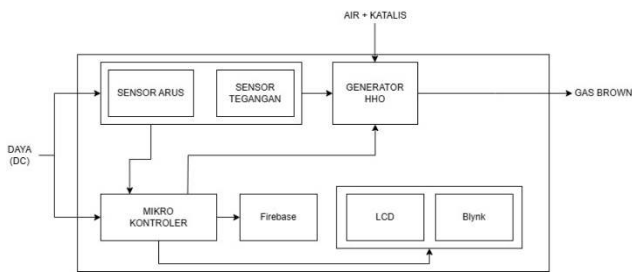 AIR + KATALIS
SENSOR ARUS
SENSOR
TEGANGAN
GENERATOR
HHO
GAS BROWN
DAYA
(DC)
MIKRO
KONTROLER
Firebase
LCD
Blynk